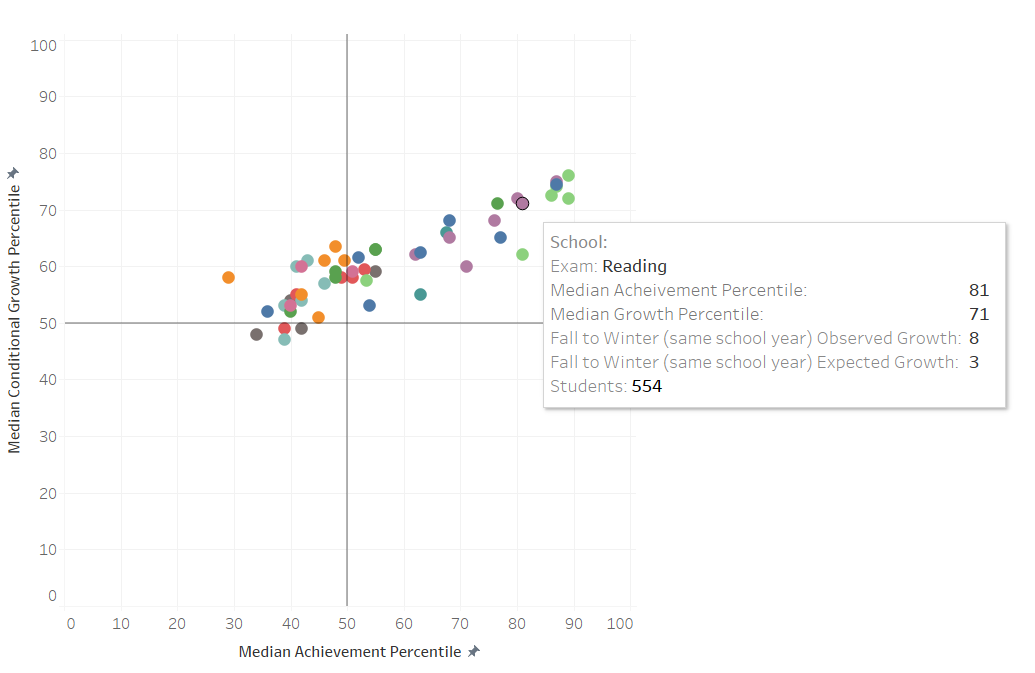 100
90
80
70
60
50
40
30
20
10
0
Median Conditional Growth Percentile
School:
Exam: Reading
Median Acheivement Percentile: 81
Median Growth Percentile: 71
Fall to Winter (same school year) Observed Growth: 8
Fall to Winter (same school year) Expected Growth: 3
Students: 554
0 10 20 30 40 50 60 70 80 90 100
Median Achievement Percentile